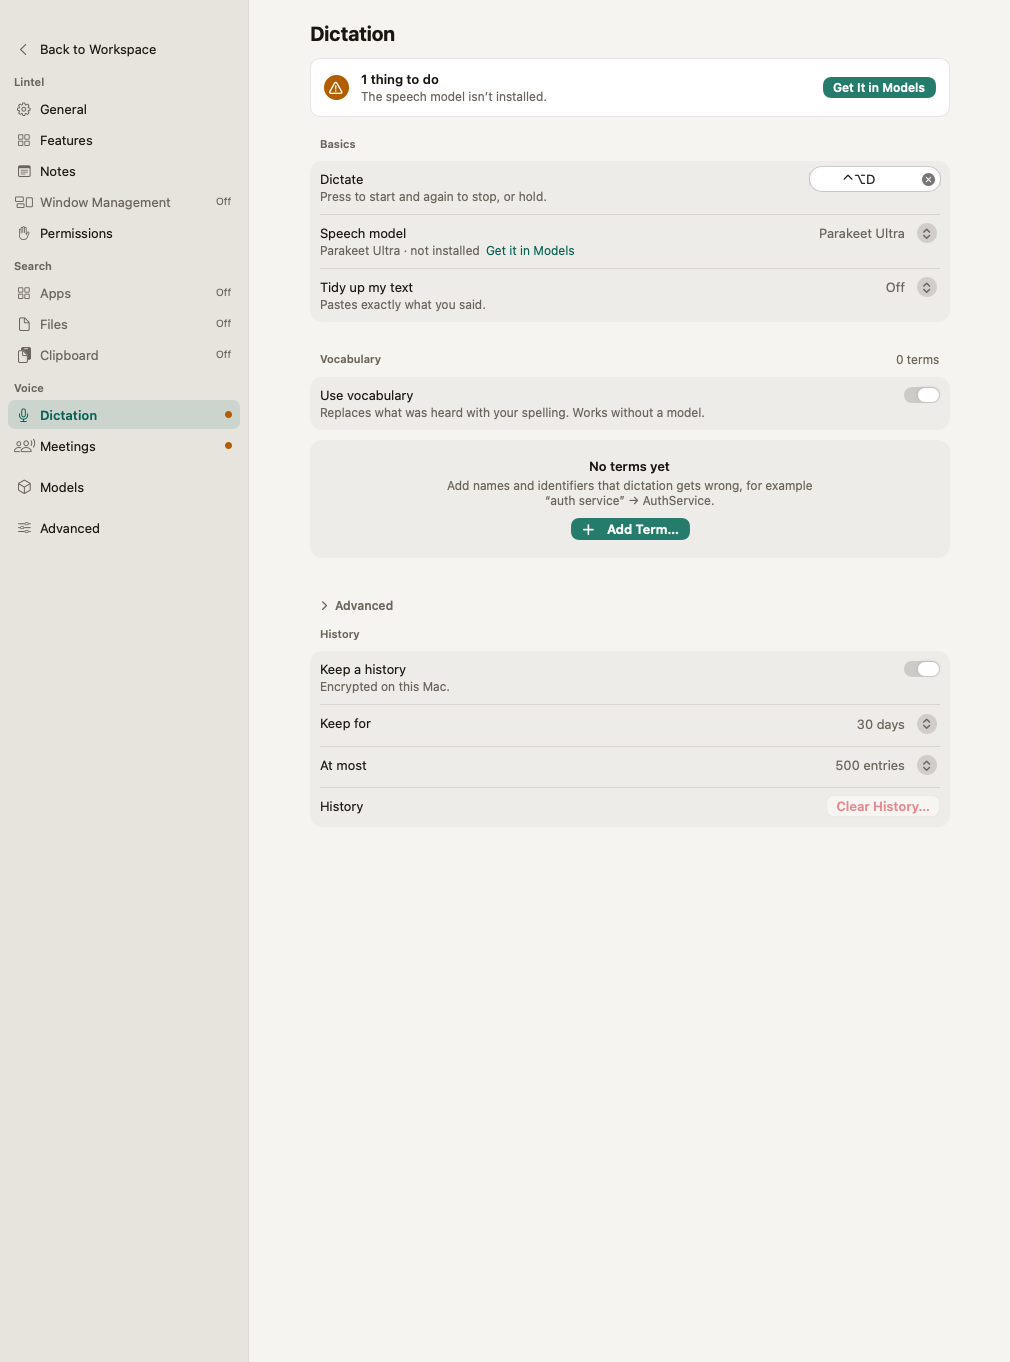 Back to Workspace
Lintel
General
Features
Notes
Window Management Off
Permissions
Search
Apps Off
Files Off
Clipboard Off
Voice
Dictation
Meetings
Models
Advanced
Dictation
1 thing to do
The speech model isn’t installed.
Get It in Models
Basics
Dictate
Press to start and again to stop, or hold.
⌃⌥D
Speech model
Parakeet Ultra · not installed Get it in Models
Parakeet Ultra
Tidy up my text
Pastes exactly what you said.
Off
Vocabulary
0 terms
Use vocabulary
Replaces what was heard with your spelling. Works without a model.
No terms yet
Add names and identifiers that dictation gets wrong, for example
“auth service” → AuthService.
+ Add Term...
Advanced
History
Keep a history
Encrypted on this Mac.
Keep for 30 days
At most 500 entries
History Clear History...